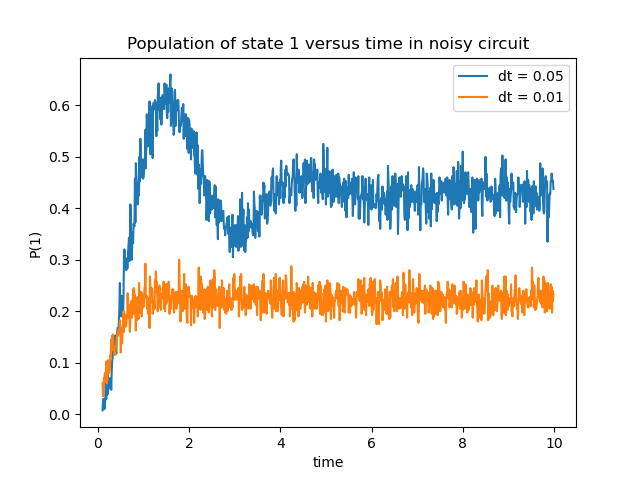 Population of state 1 versus time in noisy circuit
dt = 0.05
dt = 0.01
P(1)
0.6
0.5
0.4
0.3
0.2
0.1
0.0
0 2 4 6 8 10
time